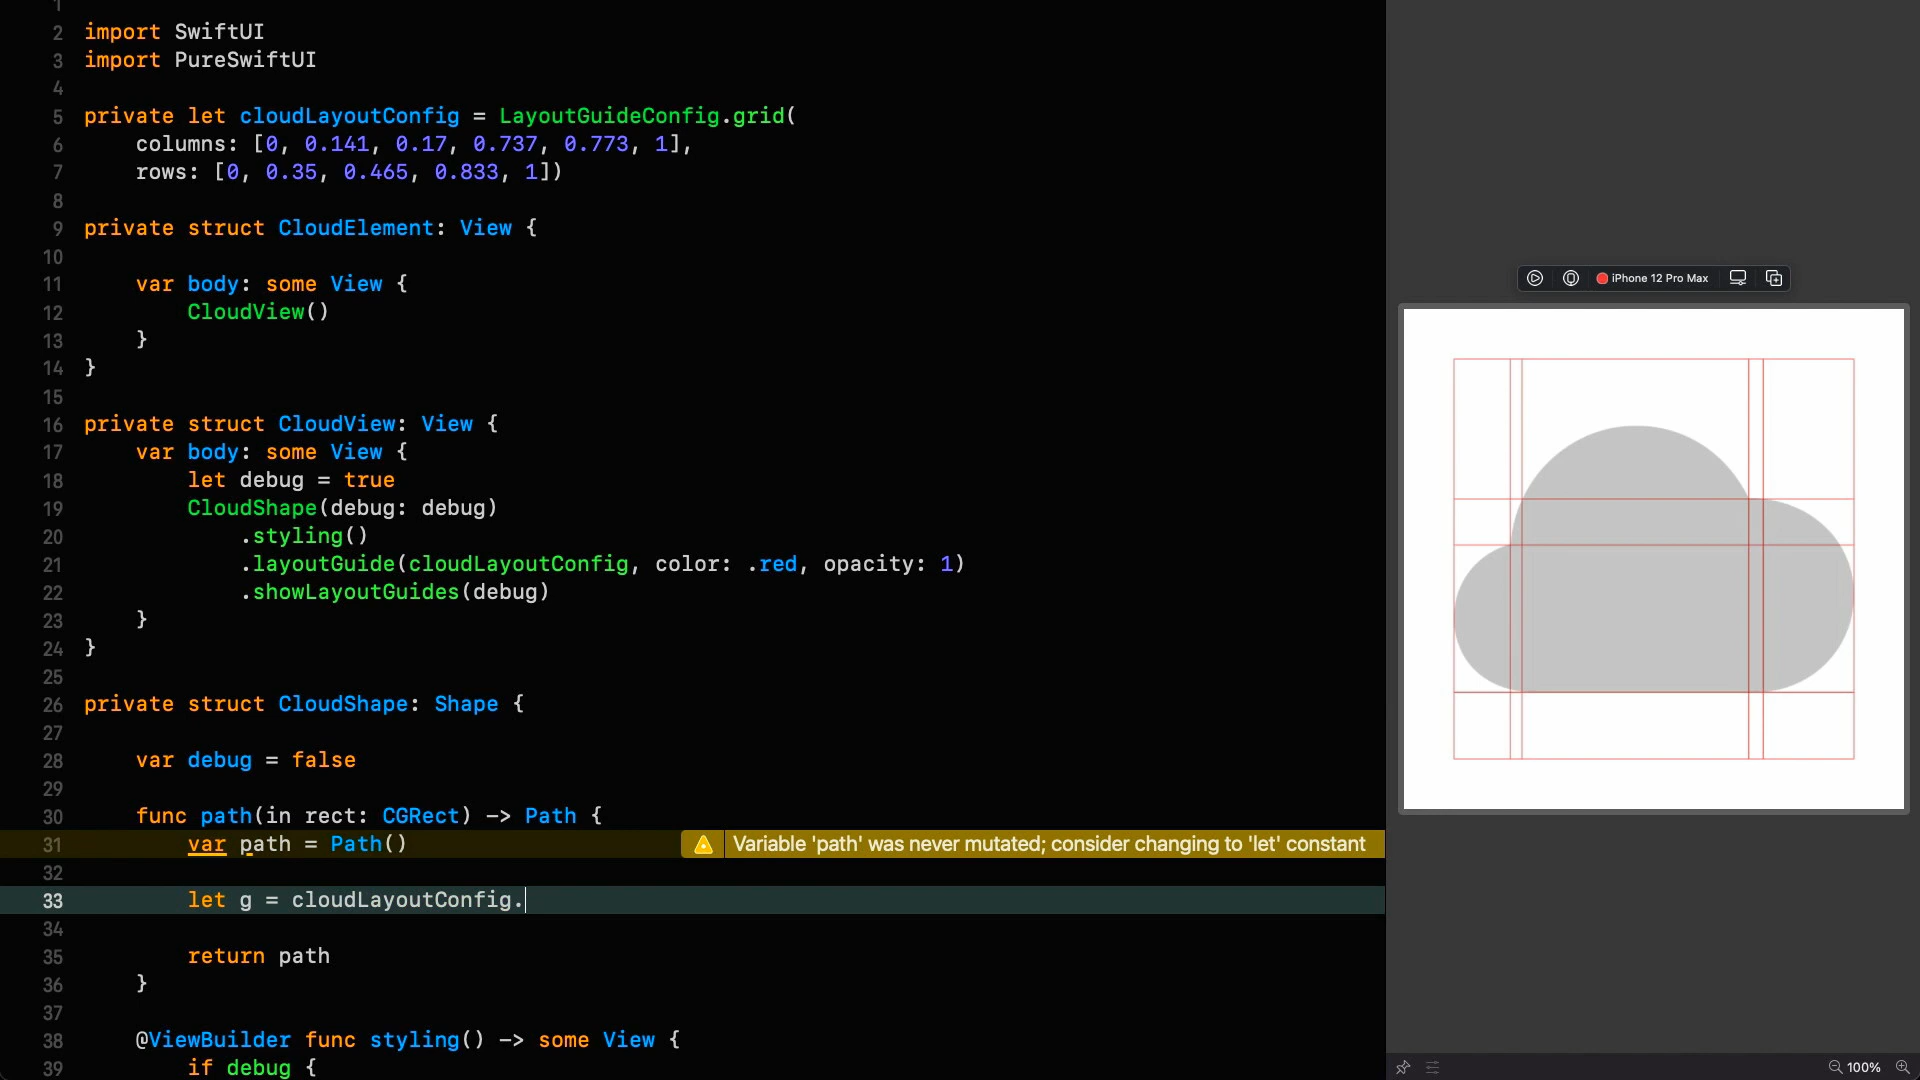 1
2 import SwiftUI
3 import PureSwiftUI
4
5 private let cloudLayoutConfig = LayoutGuideConfig.grid(
6     columns: [0, 0.141, 0.17, 0.737, 0.773, 1],
7     rows: [0, 0.35, 0.465, 0.833, 1])
8
9 private struct CloudElement: View {
10
11     var body: some View {
12         CloudView()
13     }
14 }
15
16 private struct CloudView: View {
17     var body: some View {
18         let debug = true
19         CloudShape(debug: debug)
20             .styling()
21             .layoutGuide(cloudLayoutConfig, color: .red, opacity: 1)
22             .showLayoutGuides(debug)
23     }
24 }
25
26 private struct CloudShape: Shape {
27
28     var debug = false
29
30     func path(in rect: CGRect) -> Path {
31         var path = Path() Variable 'path' was never mutated; consider changing to 'let' constant
32
33         let g = cloudLayoutConfig.
34
35         return path
36     }
37
38     @ViewBuilder func styling() -> some View {
39         if debug {
iPhone 12 Pro Max
100%